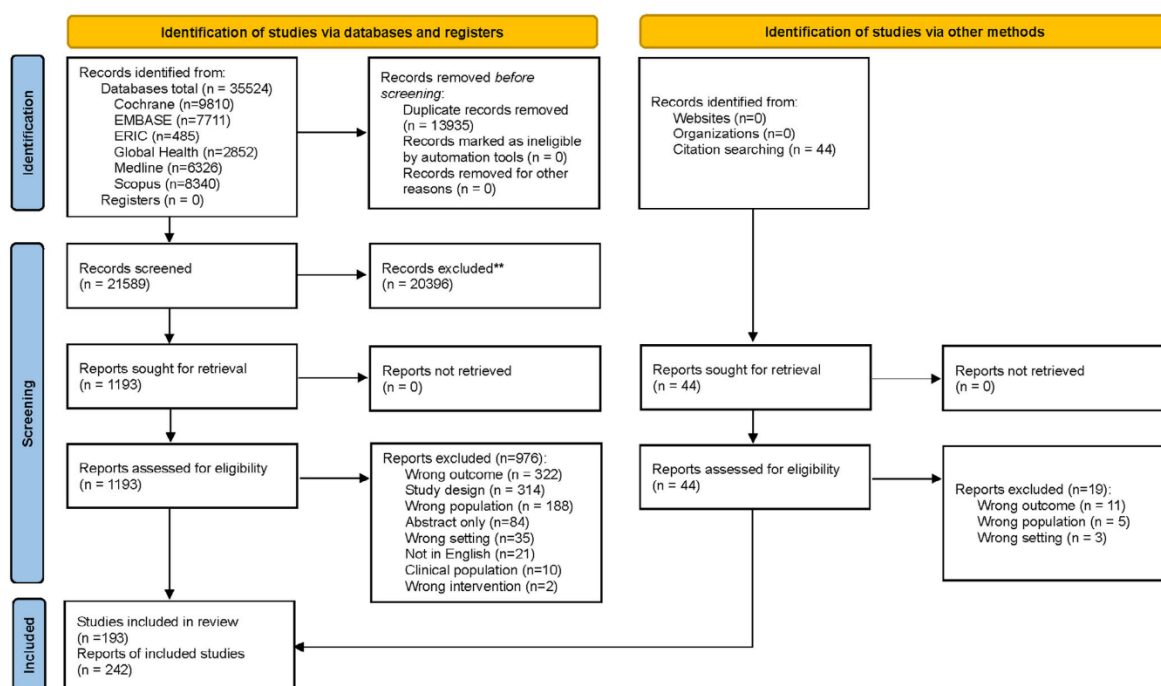 Identification of studies via databases and registers
Identification of studies via other methods
Identification
Records identified from:
Databases total (n = 35524)
Cochrane (n=9810)
EMBASE (n=7711)
ERIC (n=485)
Global Health (n=2852)
Medline (n=6326)
Scopus (n=8340)
Registers (n = 0)
Records removed before
screening:
Duplicate records removed
(n = 13935)
Records marked as ineligible
by automation tools (n = 0)
Records removed for other
reasons (n = 0)
Records identified from:
Websites (n=0)
Organizations (n=0)
Citation searching (n = 44)
Screening
Records screened
(n = 21589)
Records excluded**
(n = 20396)
Reports sought for retrieval
(n = 1193)
Reports not retrieved
(n = 0)
Reports sought for retrieval
(n = 44)
Reports not retrieved
(n = 0)
Reports assessed for eligibility
(n = 1193)
Reports excluded (n=976):
Wrong outcome (n = 322)
Study design (n = 314)
Wrong population (n = 188)
Abstract only (n=84)
Wrong setting (n=35)
Not in English (n=21)
Clinical population (n=10)
Wrong intervention (n=2)
Reports assessed for eligibility
(n = 44)
Reports excluded (n=19):
Wrong outcome (n = 11)
Wrong population (n = 5)
Wrong setting (n = 3)
Included
Studies included in review
(n =193)
Reports of included studies
(n = 242)